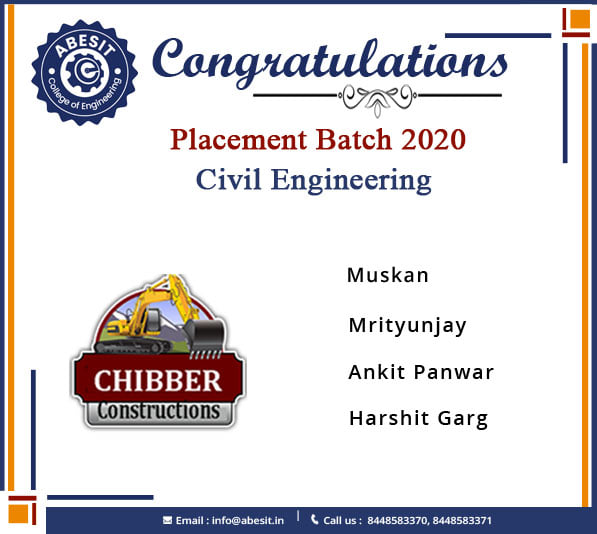 ABESIT
College of Engineering
Congratulations
Placement Batch 2020
Civil Engineering
CHIBBER
Constructions
Muskan
Mrityunjay
Ankit Panwar
Harshit Garg
Email : info@abesit.in | Call us : 8448583370, 8448583371